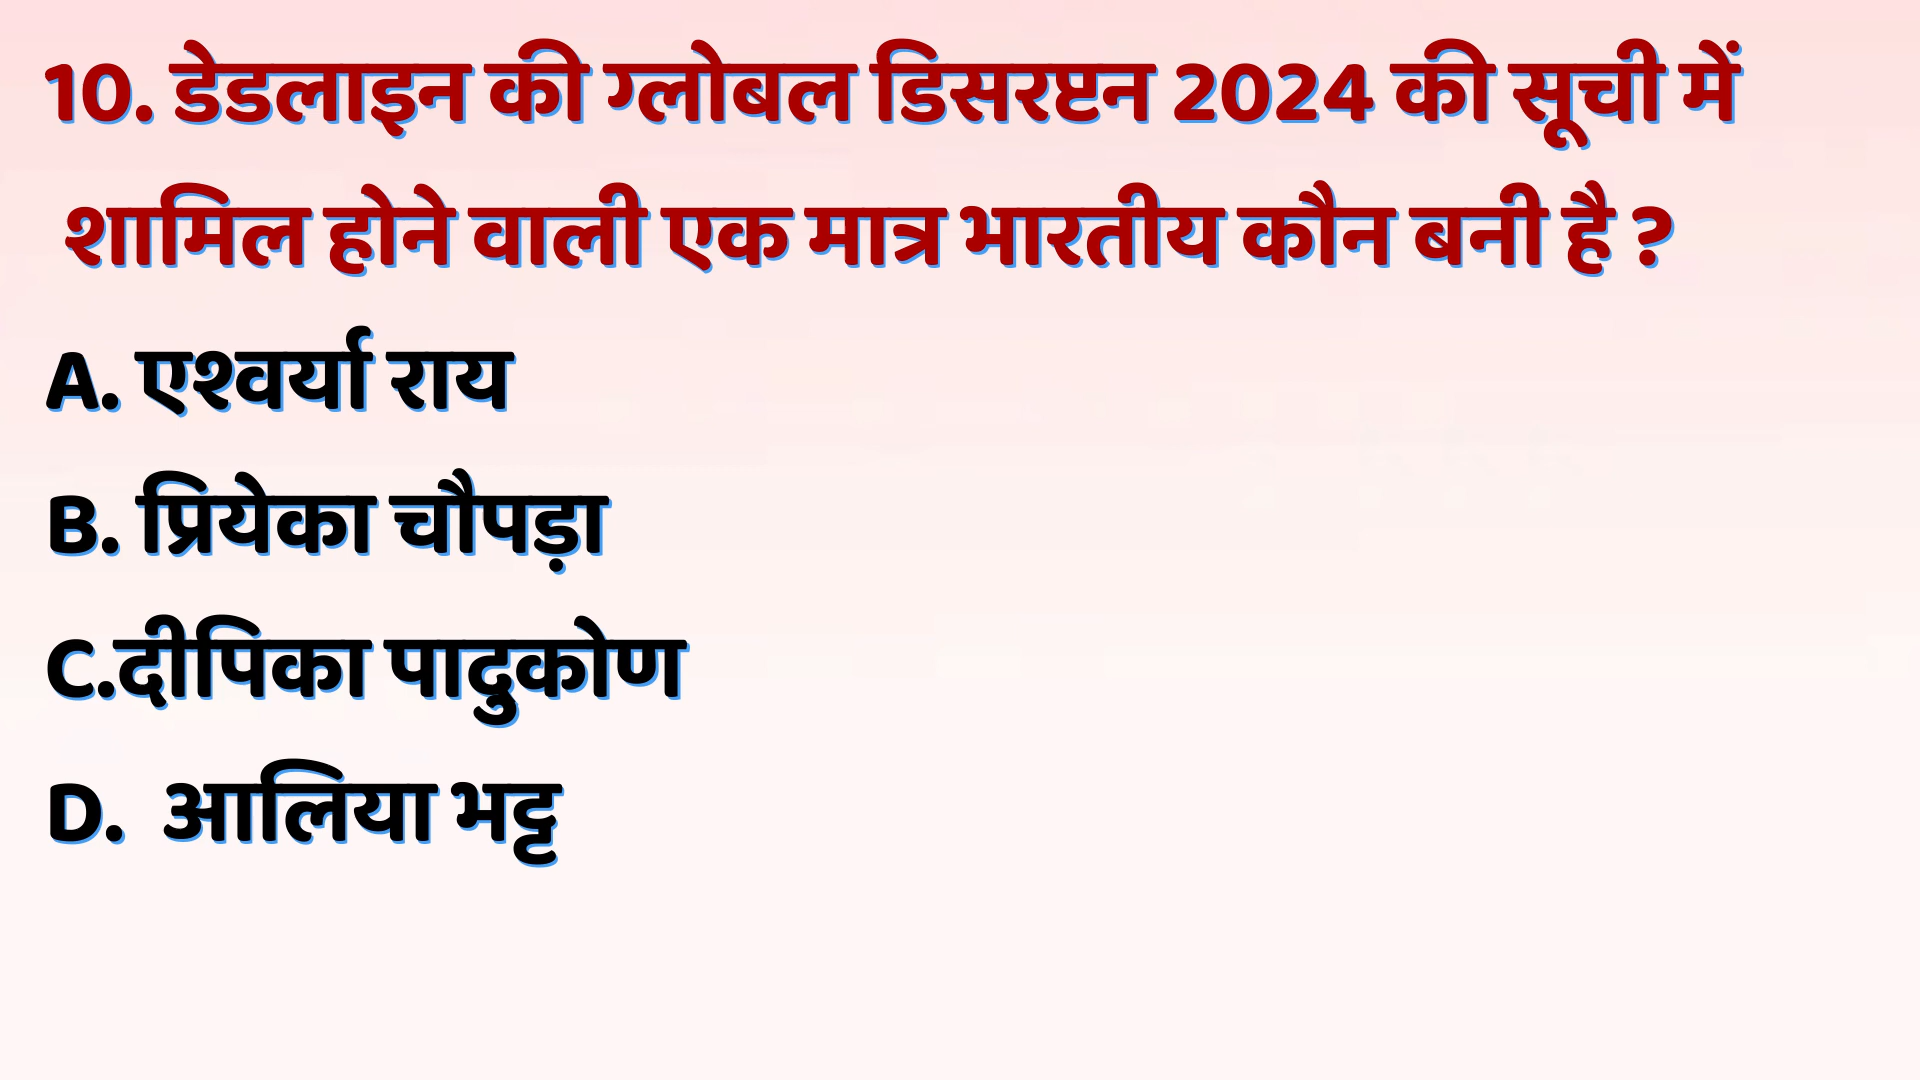 10. डेडलाइन की ग्लोबल डिसरप्टन 2024 की सूची में
शामिल होने वाली एक मात्र भारतीय कौन बनी है ?
A. एश्वर्या राय
B. प्रियेका चौपड़ा
C.दीपिका पादुकोण
D. आलिया भट्ट